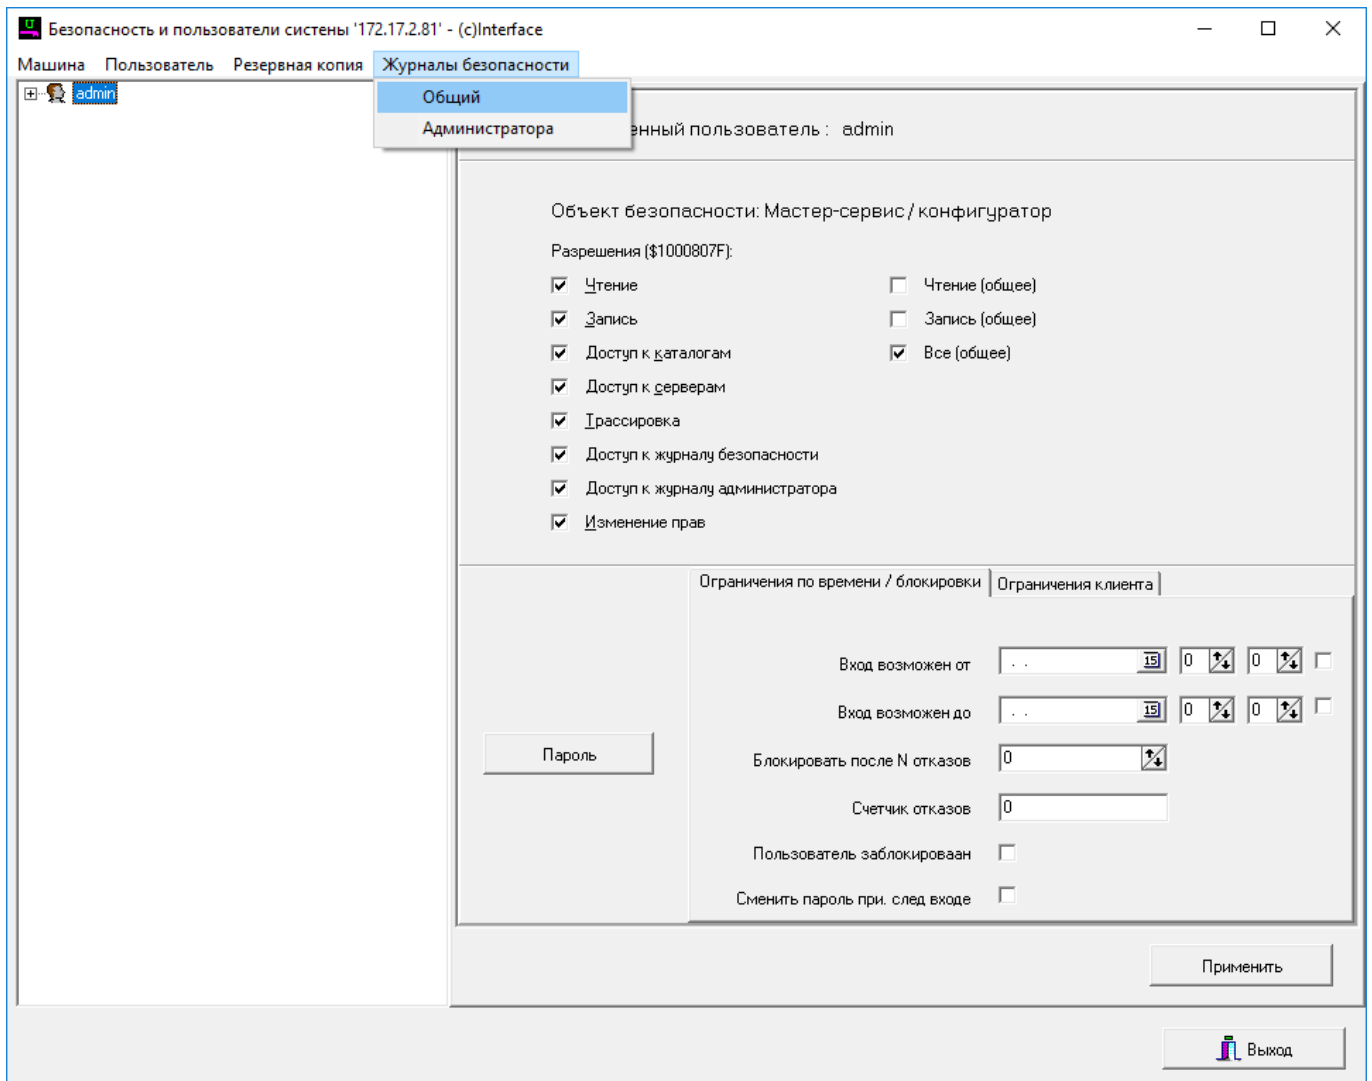 Безопасность и пользователи системы '172.17.2.81' - (c)Interface
Машина Пользователь Резервная копия Журналы безопасности
admin
Общий
Администратора
енный пользователь : admin
Объект безопасности: Мастер-сервис / конфигуратор
Разрешения ($1000807F):
Чтение Чтение (общее)
Запись Запись (общее)
Доступ к каталогам Все (общее)
Доступ к серверам
Трассировка
Доступ к журналу безопасности
Доступ к журналу администратора
Изменение прав
Ограничения по времени / блокировки Ограничения клиента
Вход возможен от . . 15 0 0
Вход возможен до . . 15 0 0
Пароль
Блокировать после N отказов 0
Счетчик отказов 0
Пользователь заблокироваан
Сменить пароль при. след входе
Применить
Выход